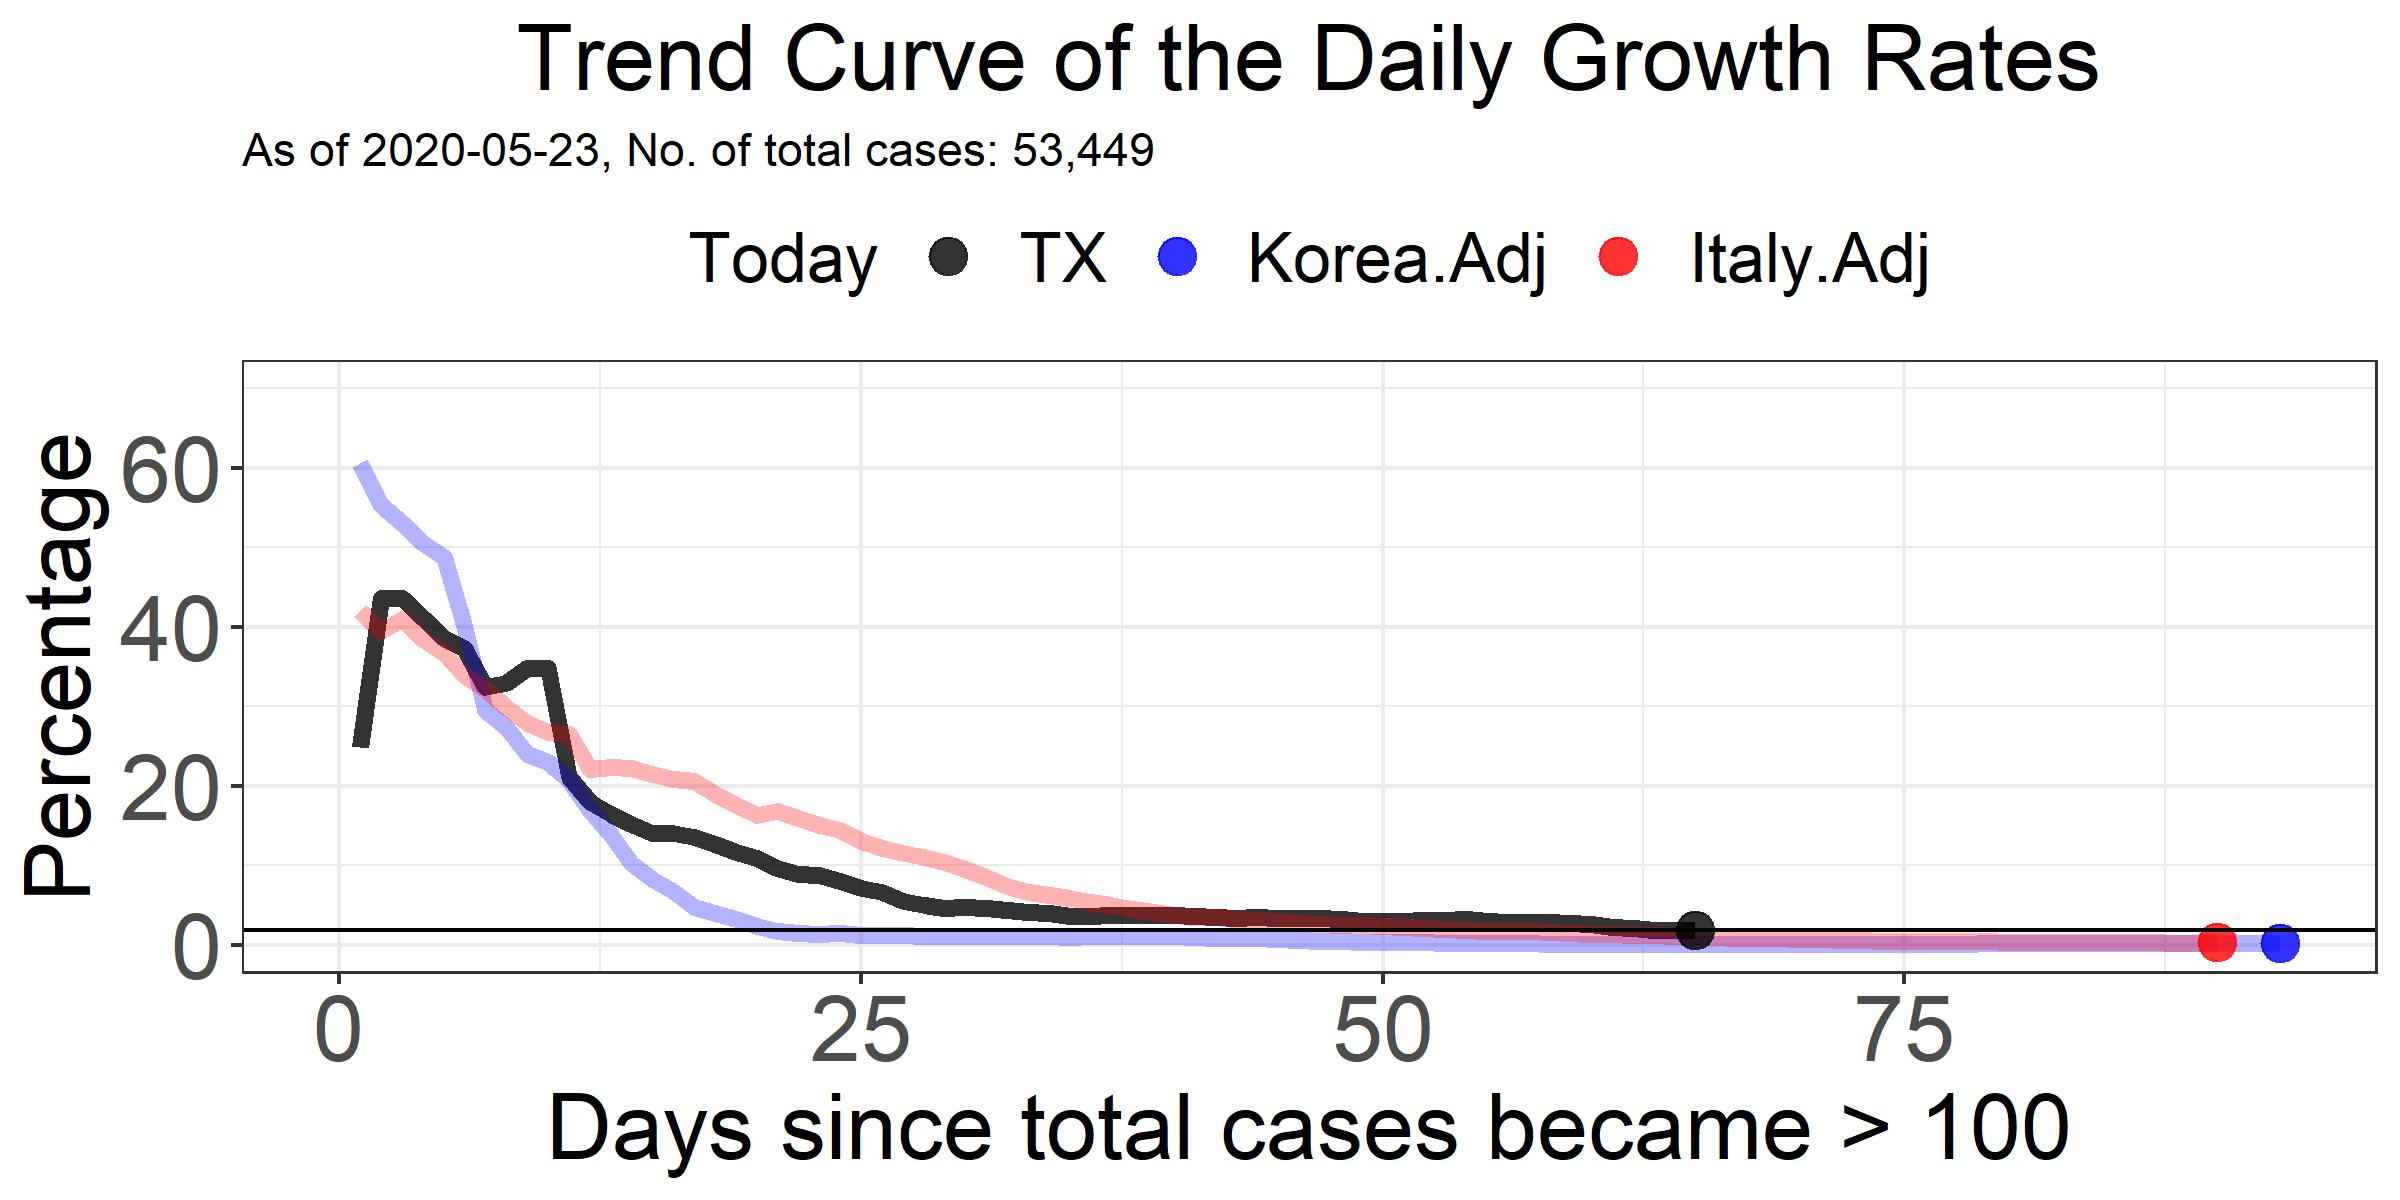 Trend Curve of the Daily Growth Rates
As of 2020-05-23, No. of total cases: 53,449
Today TX Korea.Adj Italy.Adj
Percentage
60
40
20
0
0 25 50 75
Days since total cases became > 100